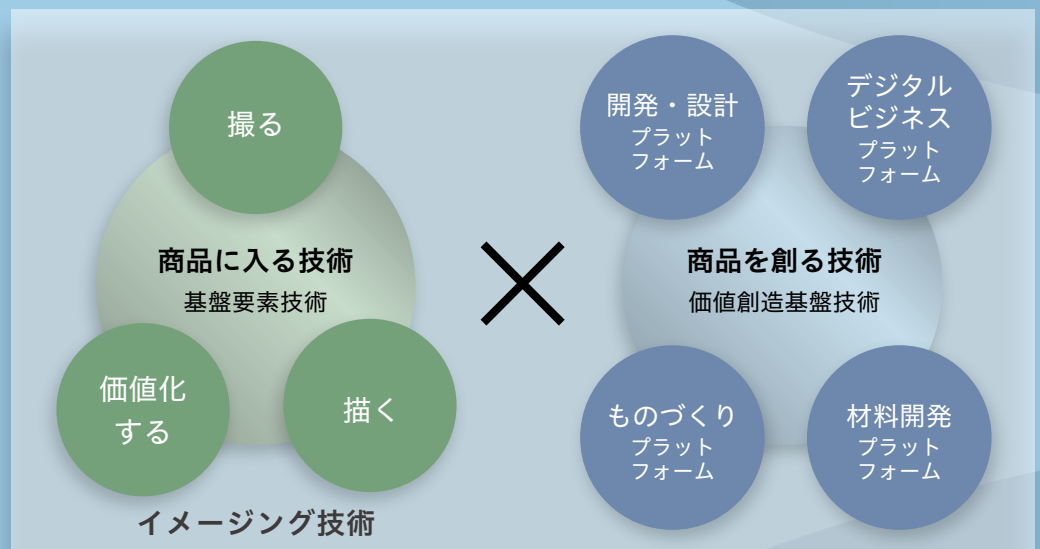 撮る
商品に入る技術
基盤要素技術
価値化
する
描く
イメージング技術
開発・設計
プラット
フォーム
デジタル
ビジネス
プラット
フォーム
商品を創る技術
価値創造基盤技術
ものづくり
プラット
フォーム
材料開発
プラット
フォーム